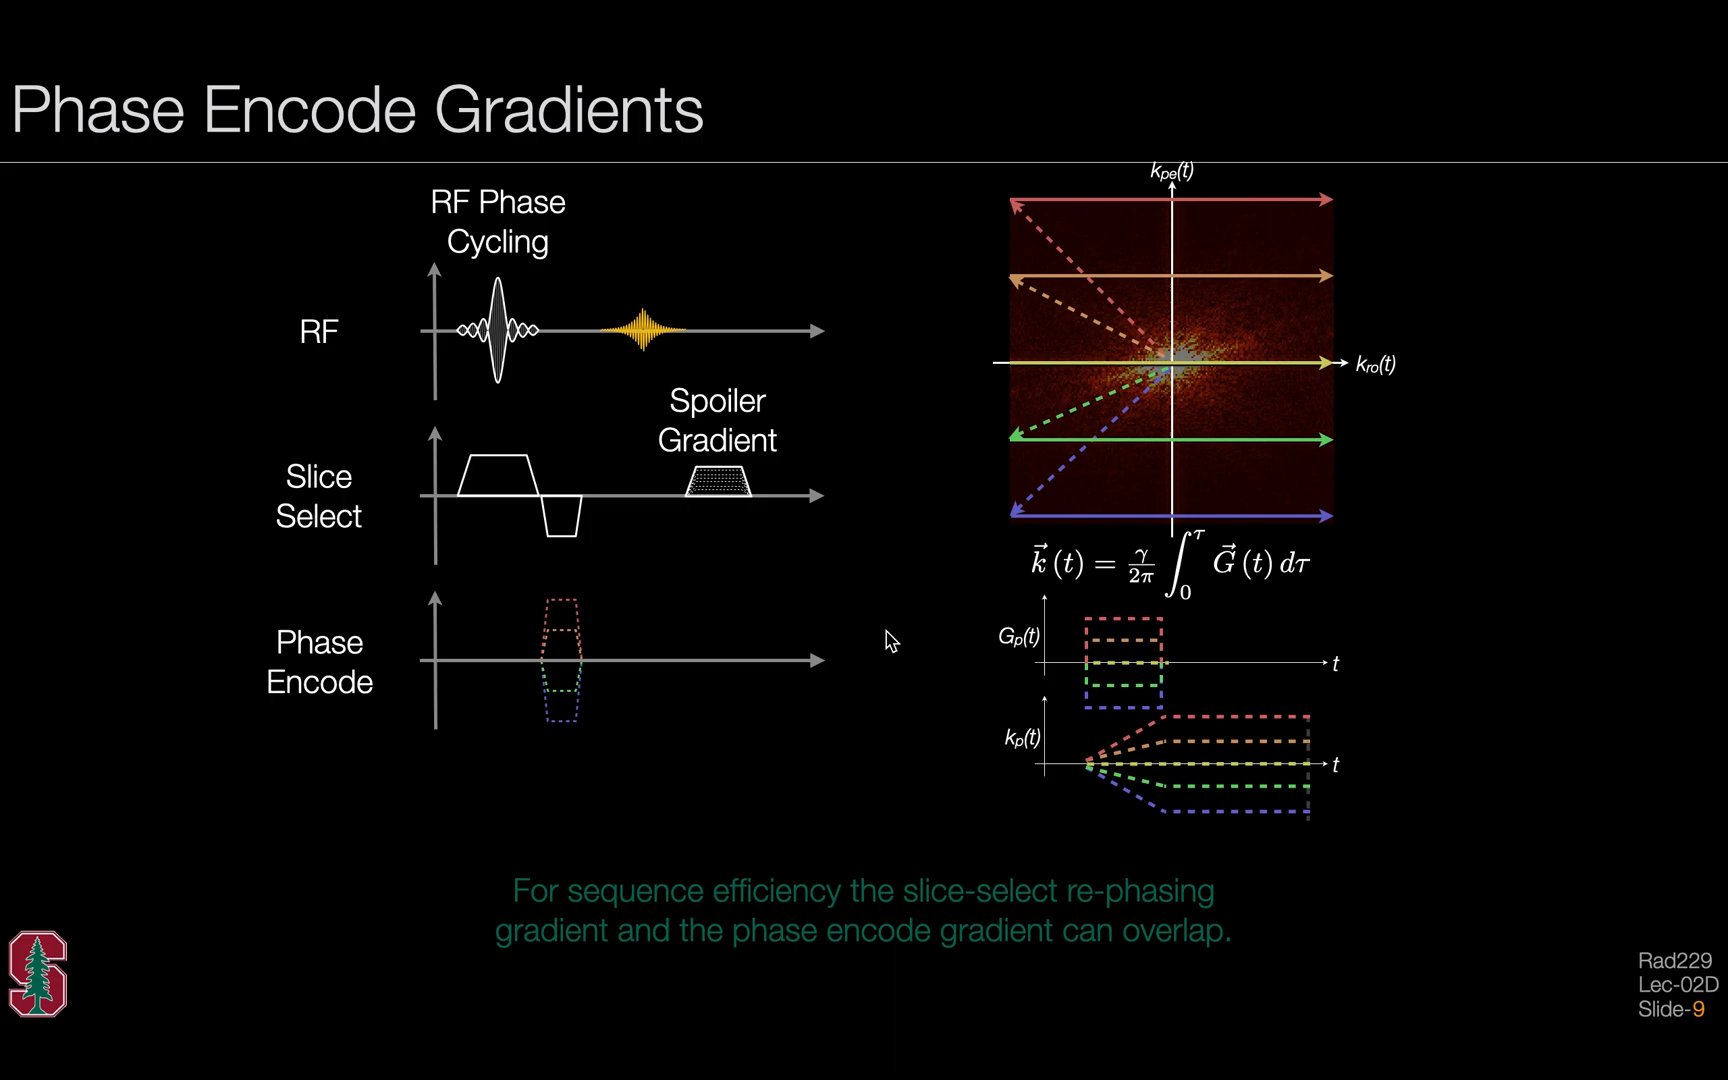 Phase Encode Gradients
RF Phase
Cycling
RF
Slice
Select
Spoiler
Gradient
Phase
Encode
kpe(t)
kro(t)
k⃗ (t) = γ/2π ∫₀^τ G⃗ (t) dτ
Gp(t)
t
kp(t)
t
For sequence efficiency the slice-select re-phasing
gradient and the phase encode gradient can overlap.
S
Rad229
Lec-02D
Slide-9